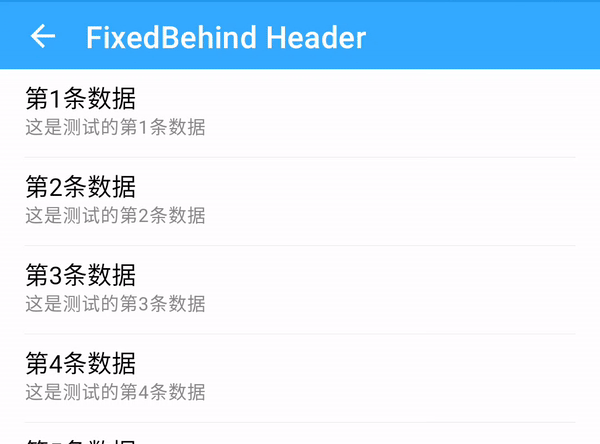 FixedBehind Header
第1条数据
这是测试的第1条数据
第2条数据
这是测试的第2条数据
第3条数据
这是测试的第3条数据
第4条数据
这是测试的第4条数据